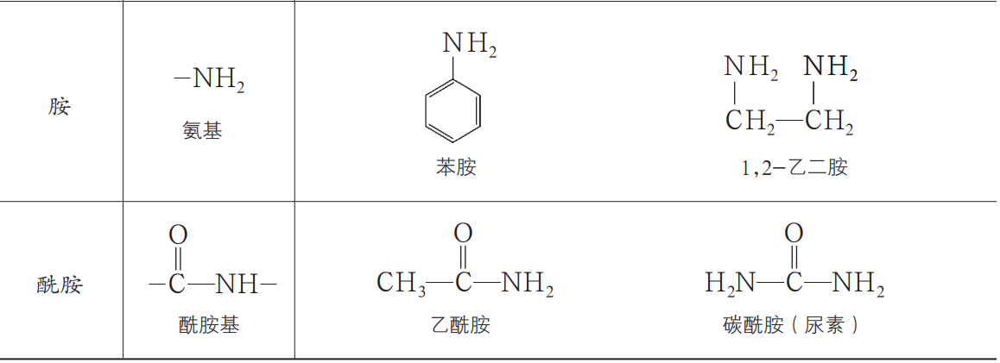 胺
–NH₂
氨基
NH₂
苯胺
NH₂ NH₂
CH₂—CH₂
1,2-乙二胺
酰胺
O
–C—NH–
酰胺基
O
CH₃—C—NH₂
乙酰胺
O
H₂N—C—NH₂
碳酰胺(尿素)